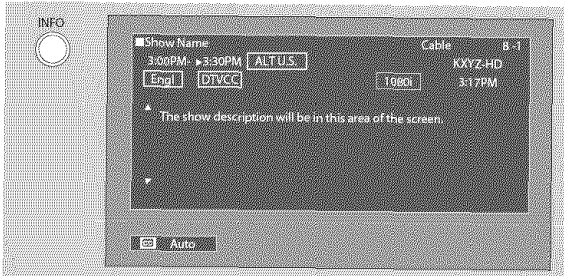 INFO
■Show Name Cable 8 -1
3:00PM- ▸3:30PM ALT U.S. KXYZ-HD
Engl DTVCC 1080i 3:17PM
The show description will be in this area of the screen.
CC Auto